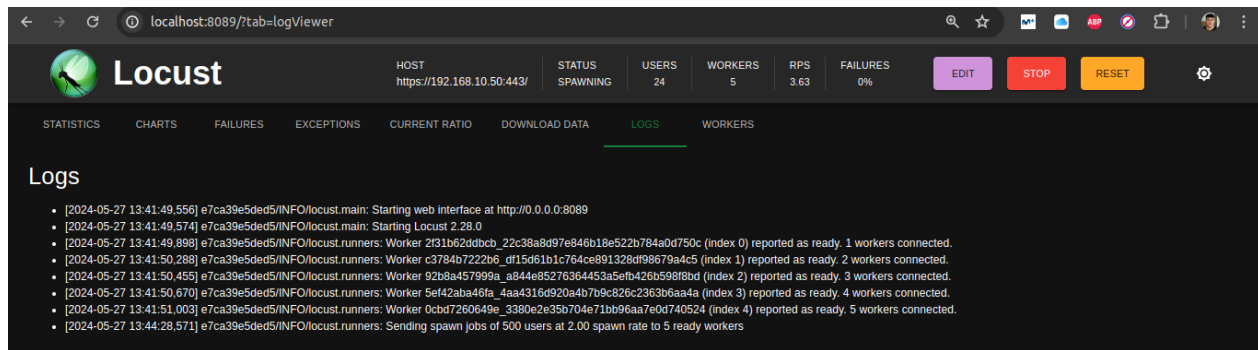 localhost:8089/?tab=logViewer
ABP
Locust
HOST
https://192.168.10.50:443/
STATUS
SPAWNING
USERS
24
WORKERS
5
RPS
3.63
FAILURES
0%
EDIT
STOP
RESET
STATISTICS CHARTS FAILURES EXCEPTIONS CURRENT RATIO DOWNLOAD DATA LOGS WORKERS
Logs
[2024-05-27 13:41:49,556] e7ca39e5ded5/INFO/locust.main: Starting web interface at http://0.0.0.0:8089
[2024-05-27 13:41:49,574] e7ca39e5ded5/INFO/locust.main: Starting Locust 2.28.0
[2024-05-27 13:41:49,898] e7ca39e5ded5/INFO/locust.runners: Worker 2f31b62ddbcb_22c38a8d97e846b18e522b784a0d750c (index 0) reported as ready. 1 workers connected.
[2024-05-27 13:41:50,288] e7ca39e5ded5/INFO/locust.runners: Worker c3784b7222b6_df15d61b1c764ce891328df98679a4c5 (index 1) reported as ready. 2 workers connected.
[2024-05-27 13:41:50,455] e7ca39e5ded5/INFO/locust.runners: Worker 92b8a457999a_a844e85276364453a5efb426b598f8bd (index 2) reported as ready. 3 workers connected.
[2024-05-27 13:41:50,670] e7ca39e5ded5/INFO/locust.runners: Worker 5ef42aba46fa_4aa4316d920a4b7b9c826c2363b6aa4a (index 3) reported as ready. 4 workers connected.
[2024-05-27 13:41:51,003] e7ca39e5ded5/INFO/locust.runners: Worker 0cbd7260649e_3380e2e35b704e71bb96aa7e0d740524 (index 4) reported as ready. 5 workers connected.
[2024-05-27 13:44:28,571] e7ca39e5ded5/INFO/locust.runners: Sending spawn jobs of 500 users at 2.00 spawn rate to 5 ready workers